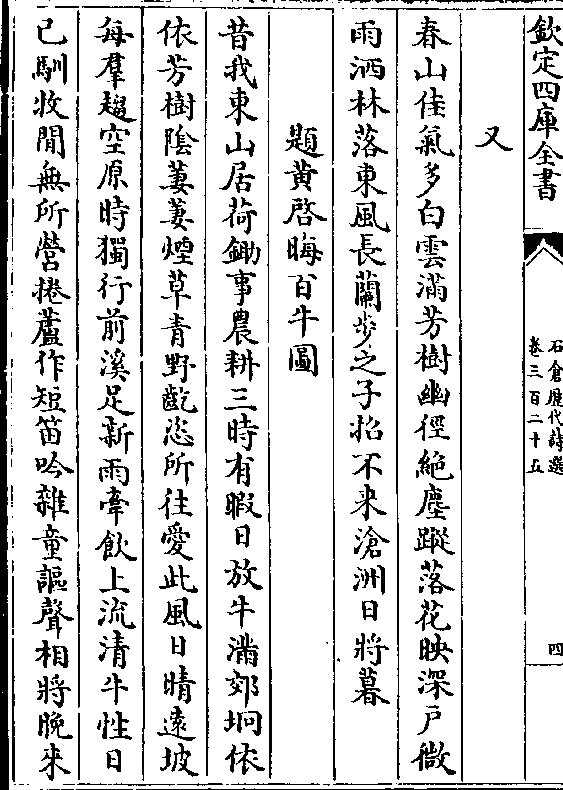 欽定四庫全書
石倉歷代詩選
卷三百二十五
四
又
春山佳氣多白雲滿芳樹幽徑絶塵蹤落花映深戸微
雨洒林落東風長蘭步之子招不来滄洲日將暮
題黄啓晦百牛圖
昔我東山居荷鋤事農耕三時有暇日放牛滿郊坰依
依芳樹陰萋萋煙草青野齕恣所往愛此風日晴遠坡
每羣趨空原時獨行前溪足新雨牽飲上流清牛性日
已馴牧閒無所營捲蘆作短笛吟雜童謳聲相將晚来